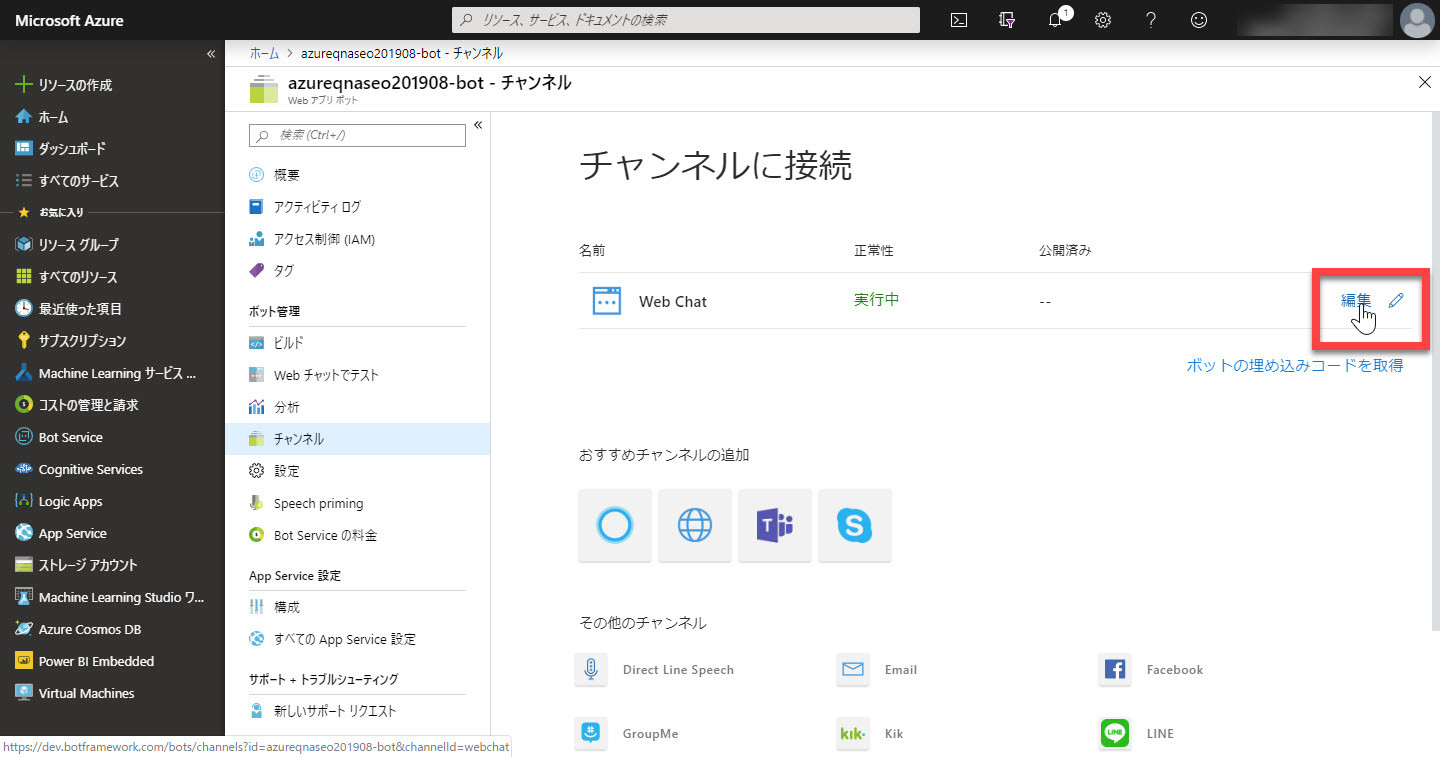 Microsoft Azure
リソース、サービス、ドキュメントの検索
1
«
リソースの作成
ホーム
ダッシュボード
すべてのサービス
お気に入り
リソース グループ
すべてのリソース
最近使った項目
サブスクリプション
Machine Learning サービス ...
コストの管理と請求
Bot Service
Cognitive Services
Logic Apps
App Service
ストレージ アカウント
Machine Learning Studio ワ...
Azure Cosmos DB
Power BI Embedded
Virtual Machines
ホーム > azureqnaseo201908-bot - チャンネル
azureqnaseo201908-bot - チャンネル
Web アプリ ボット
検索 (Ctrl+/)
«
概要
アクティビティ ログ
アクセス制御 (IAM)
タグ
ボット管理
ビルド
Web チャットでテスト
分析
チャンネル
設定
Speech priming
Bot Service の料金
App Service 設定
構成
すべての App Service 設定
サポート + トラブルシューティング
新しいサポート リクエスト
チャンネルに接続
名前 正常性 公開済み
Web Chat 実行中 -- 編集
ボットの埋め込みコードを取得
おすすめチャンネルの追加
その他のチャンネル
Direct Line Speech Email Facebook
GroupMe kik· Kik LINE LINE
https://dev.botframework.com/bots/channels?id=azureqnaseo201908-bot&channelId=webchat